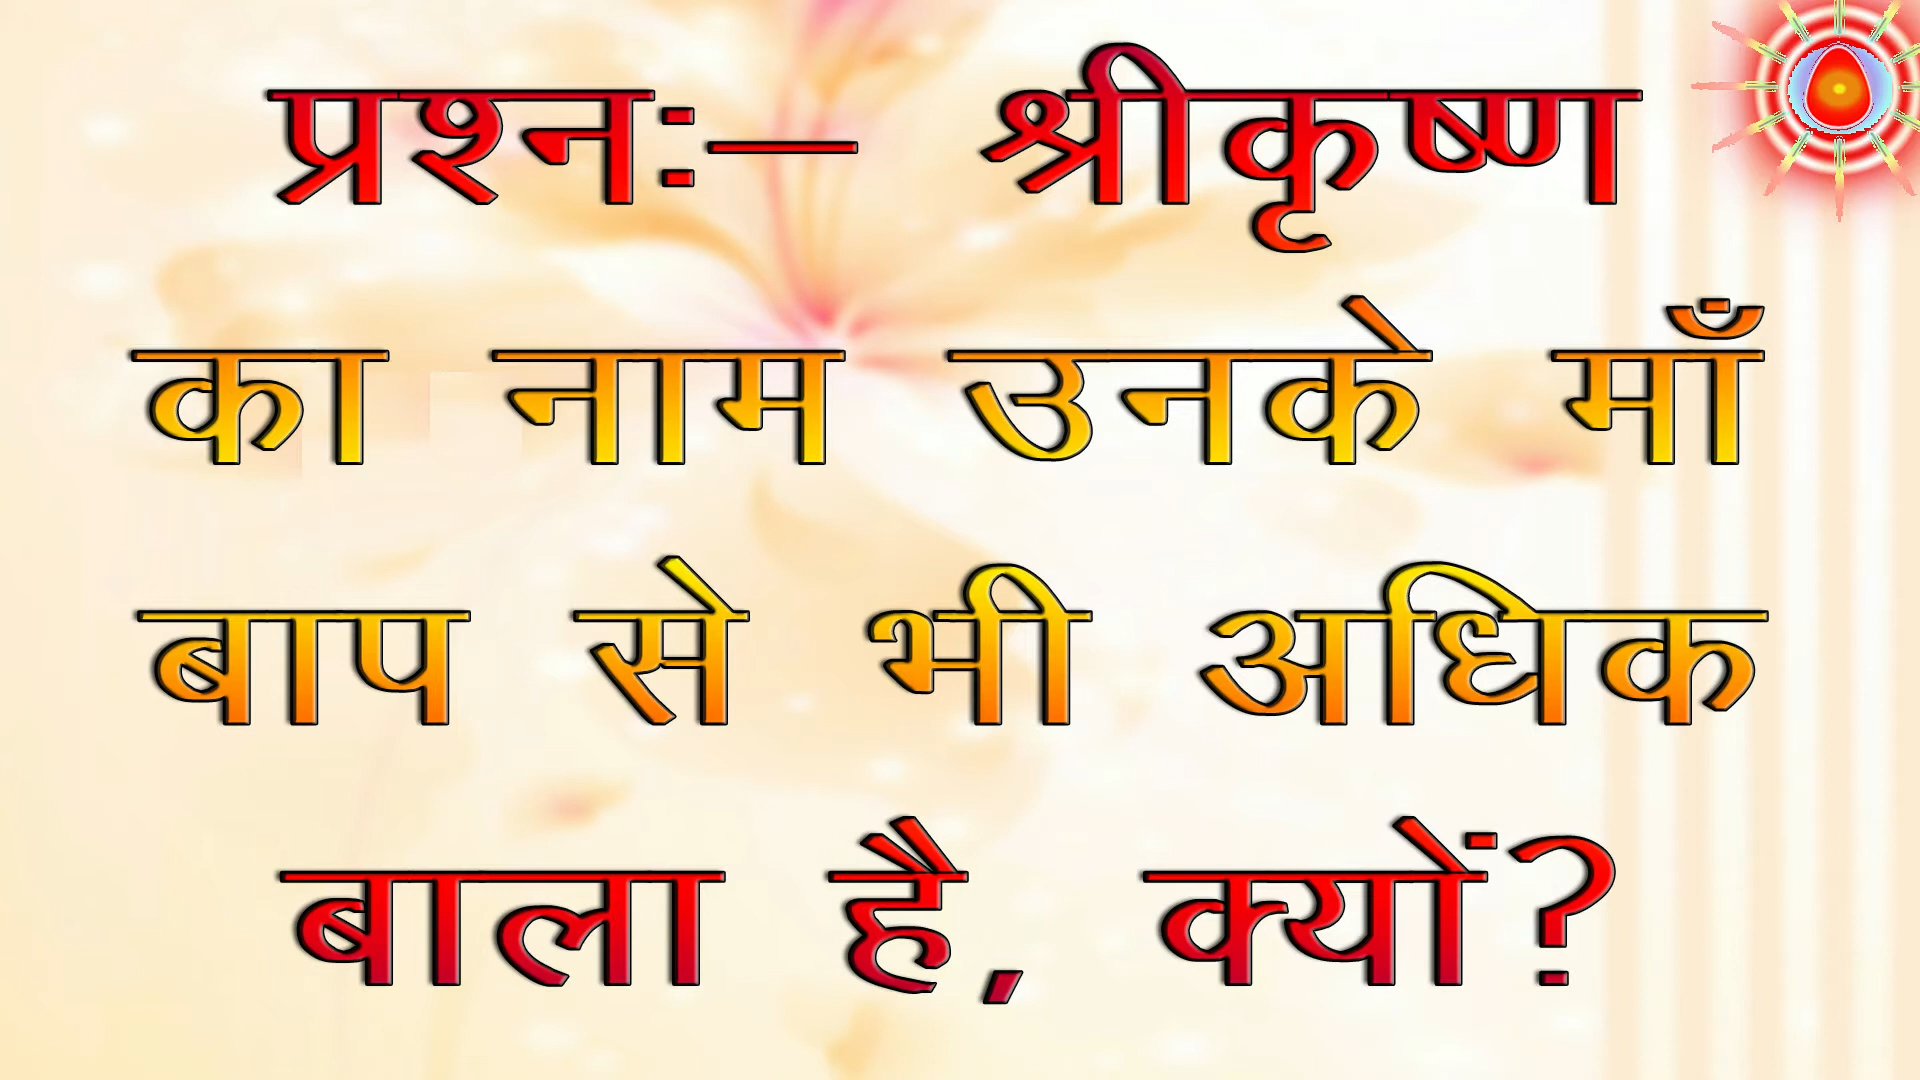 प्रश्न:– श्रीकृष्ण
का नाम उनके माँ
बाप से भी अधिक
बाला है, क्यों?